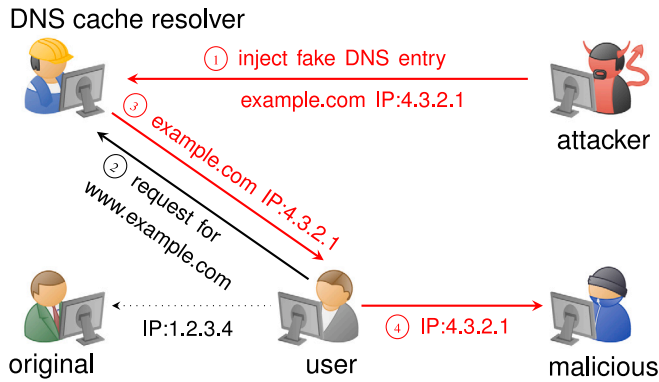 DNS cache resolver
① inject fake DNS entry
example.com IP:4.3.2.1
attacker
③ example.com IP:4.3.2.1
② request for
www.example.com
IP:1.2.3.4
④ IP:4.3.2.1
original
user
malicious